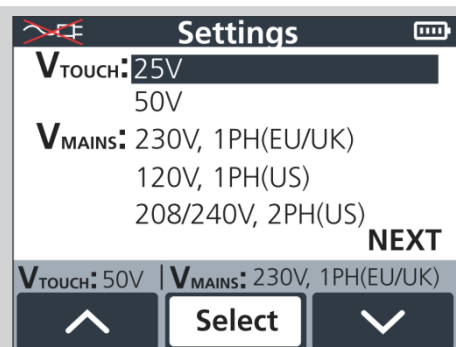 Settings
VTOUCH: 25V
50V
VMAINS: 230V, 1PH(EU/UK)
120V, 1PH(US)
208/240V, 2PH(US)
NEXT
VTOUCH: 50V | VMAINS: 230V, 1PH(EU/UK)
Select